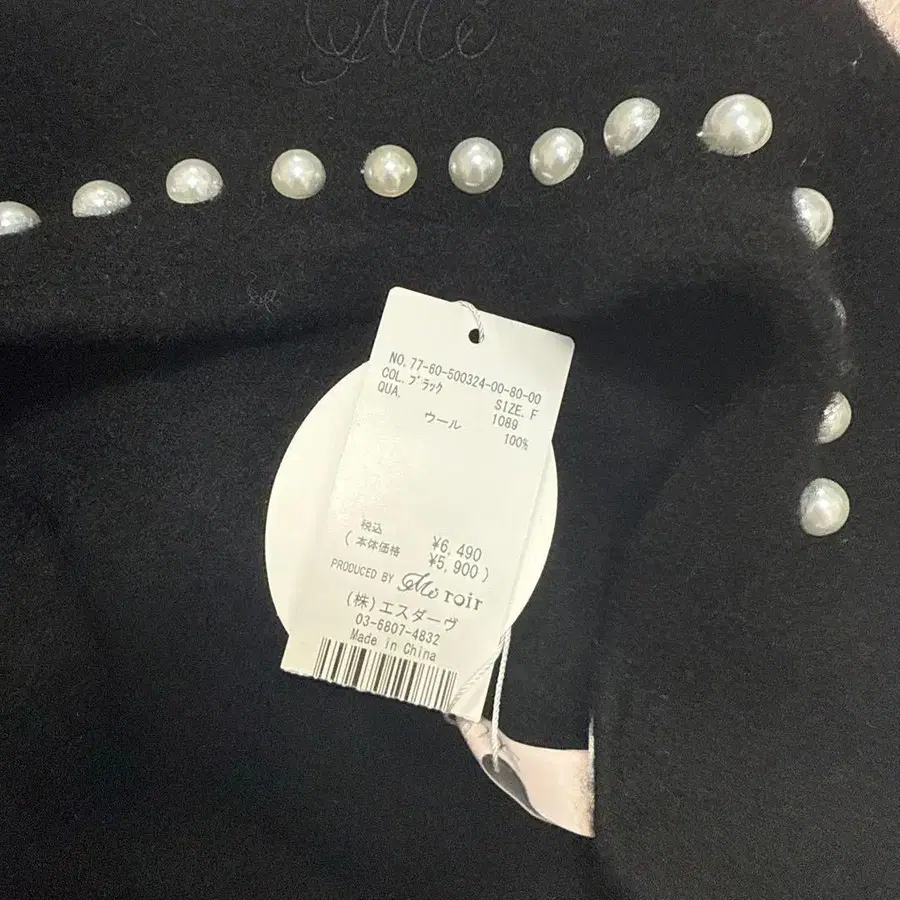 NO. 77-60-500324-00-80-00
COL. ブラック SIZE. F
QUA. 1089
ウール 100%
税込 ¥6,490
(本体価格 ¥5,900)
PRODUCED BY roir
(株)エスダーヴ
03-6807-4832
Made in China